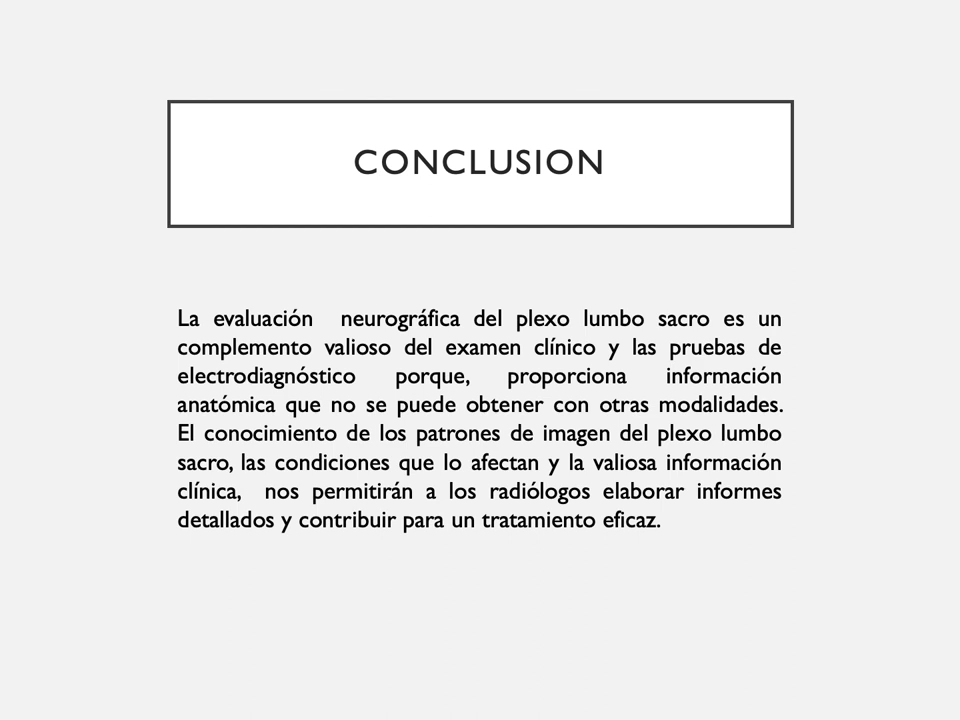 CONCLUSION
La evaluación neurográfica del plexo lumbo sacro es un
complemento valioso del examen clínico y las pruebas de
electrodiagnóstico porque, proporciona información
anatómica que no se puede obtener con otras modalidades.
El conocimiento de los patrones de imagen del plexo lumbo
sacro, las condiciones que lo afectan y la valiosa información
clínica, nos permitirán a los radiólogos elaborar informes
detallados y contribuir para un tratamiento eficaz.